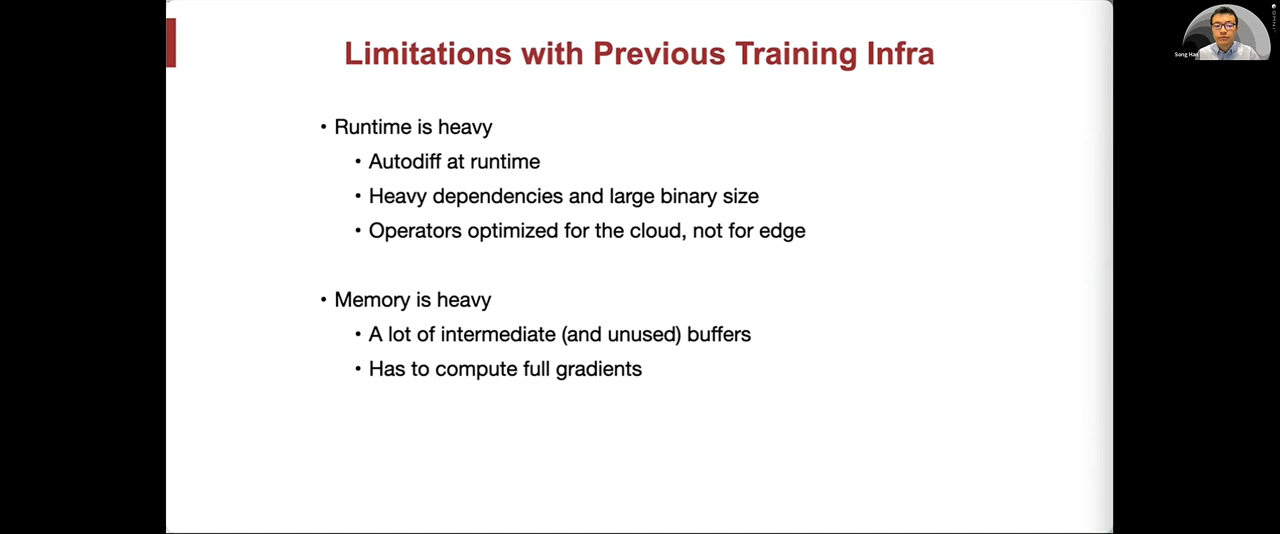 Limitations with Previous Training Infra
• Runtime is heavy
• Autodiff at runtime
• Heavy dependencies and large binary size
• Operators optimized for the cloud, not for edge
• Memory is heavy
• A lot of intermediate (and unused) buffers
• Has to compute full gradients
Song Han